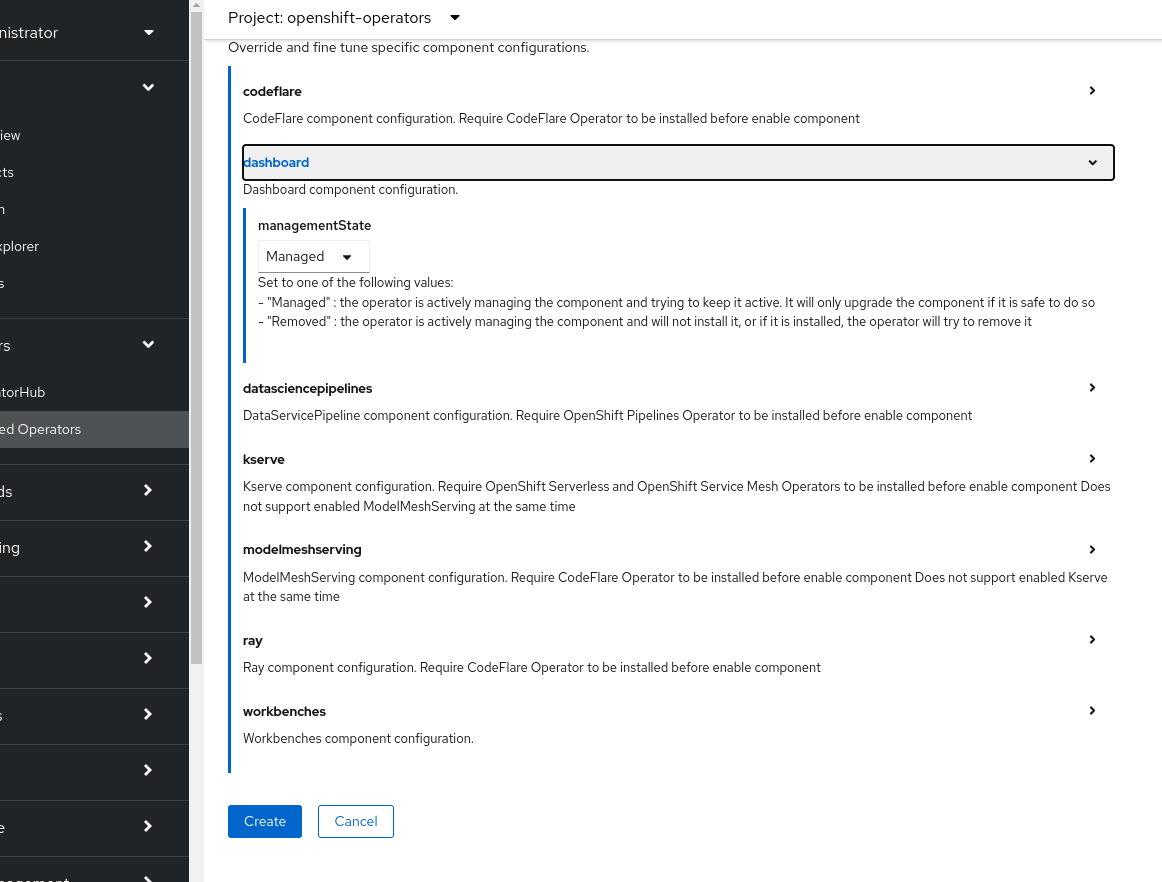 Project: openshift-operators
nistrator
iew
cts
n
xplorer
s
rs
atorHub
ed Operators
ds
ing
s
e
agement
Override and fine tune specific component configurations.
codeflare
CodeFlare component configuration. Require CodeFlare Operator to be installed before enable component
dashboard
Dashboard component configuration.
managementState
Managed
Set to one of the following values:
- "Managed" : the operator is actively managing the component and trying to keep it active. It will only upgrade the component if it is safe to do so
- "Removed" : the operator is actively managing the component and will not install it, or if it is installed, the operator will try to remove it
datasciencepipelines
DataServicePipeline component configuration. Require OpenShift Pipelines Operator to be installed before enable component
kserve
Kserve component configuration. Require OpenShift Serverless and OpenShift Service Mesh Operators to be installed before enable component Does
not support enabled ModelMeshServing at the same time
modelmeshserving
ModelMeshServing component configuration. Require CodeFlare Operator to be installed before enable component Does not support enabled Kserve
at the same time
ray
Ray component configuration. Require CodeFlare Operator to be installed before enable component
workbenches
Workbenches component configuration.
Create
Cancel